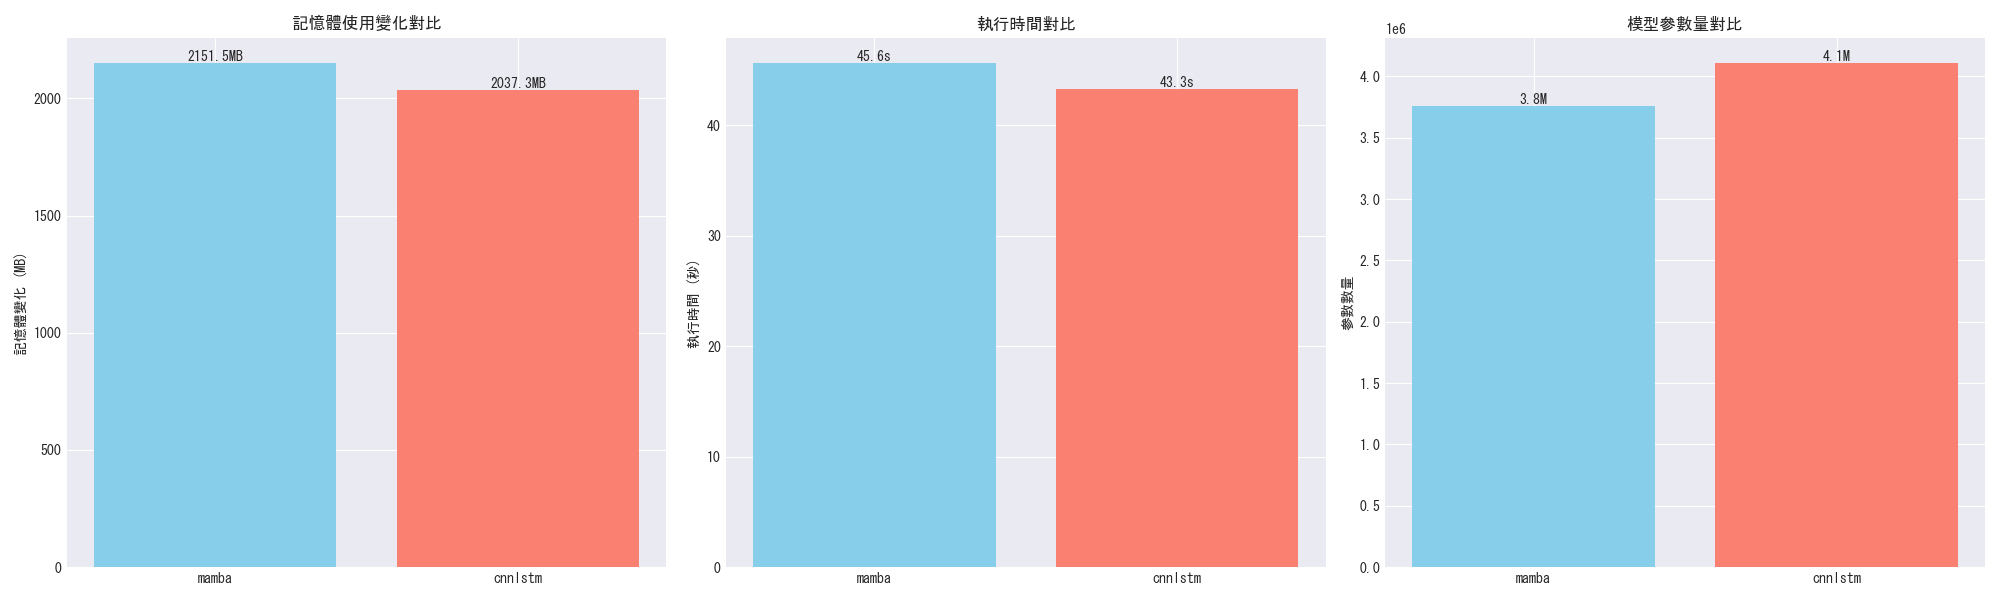 記憶體使用變化對比
2151.5MB
2037.3MB
2000
1500
1000
500
0
記憶體變化 (MB)
mamba
cnnlstm
執行時間對比
45.6s
43.3s
40
30
20
10
0
執行時間 (秒)
mamba
cnnlstm
模型參數量對比
1e6
3.8M
4.1M
4.0
3.5
3.0
2.5
2.0
1.5
1.0
0.5
0.0
參數數量
mamba
cnnlstm